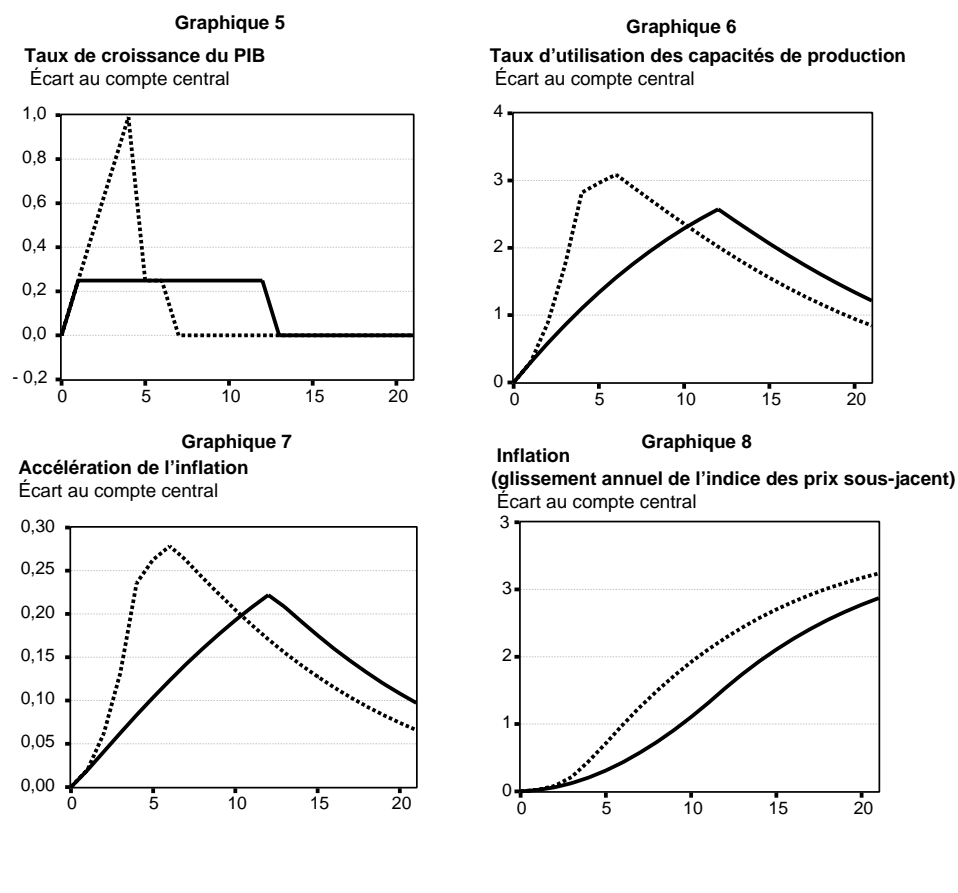 Graphique 5
Taux de croissance du PIB
Écart au compte central
1,0
0,8
0,6
0,4
0,2
0,0
- 0,2
0 5 10 15 20
Graphique 6
Taux d'utilisation des capacités de production
Écart au compte central
4
3
2
1
0
0 5 10 15 20
Graphique 7
Accélération de l'inflation
Écart au compte central
0,30
0,25
0,20
0,15
0,10
0,05
0,00
0 5 10 15 20
Graphique 8
Inflation
(glissement annuel de l'indice des prix sous-jacent)
Écart au compte central
3
3
2
1
0
0 5 10 15 20